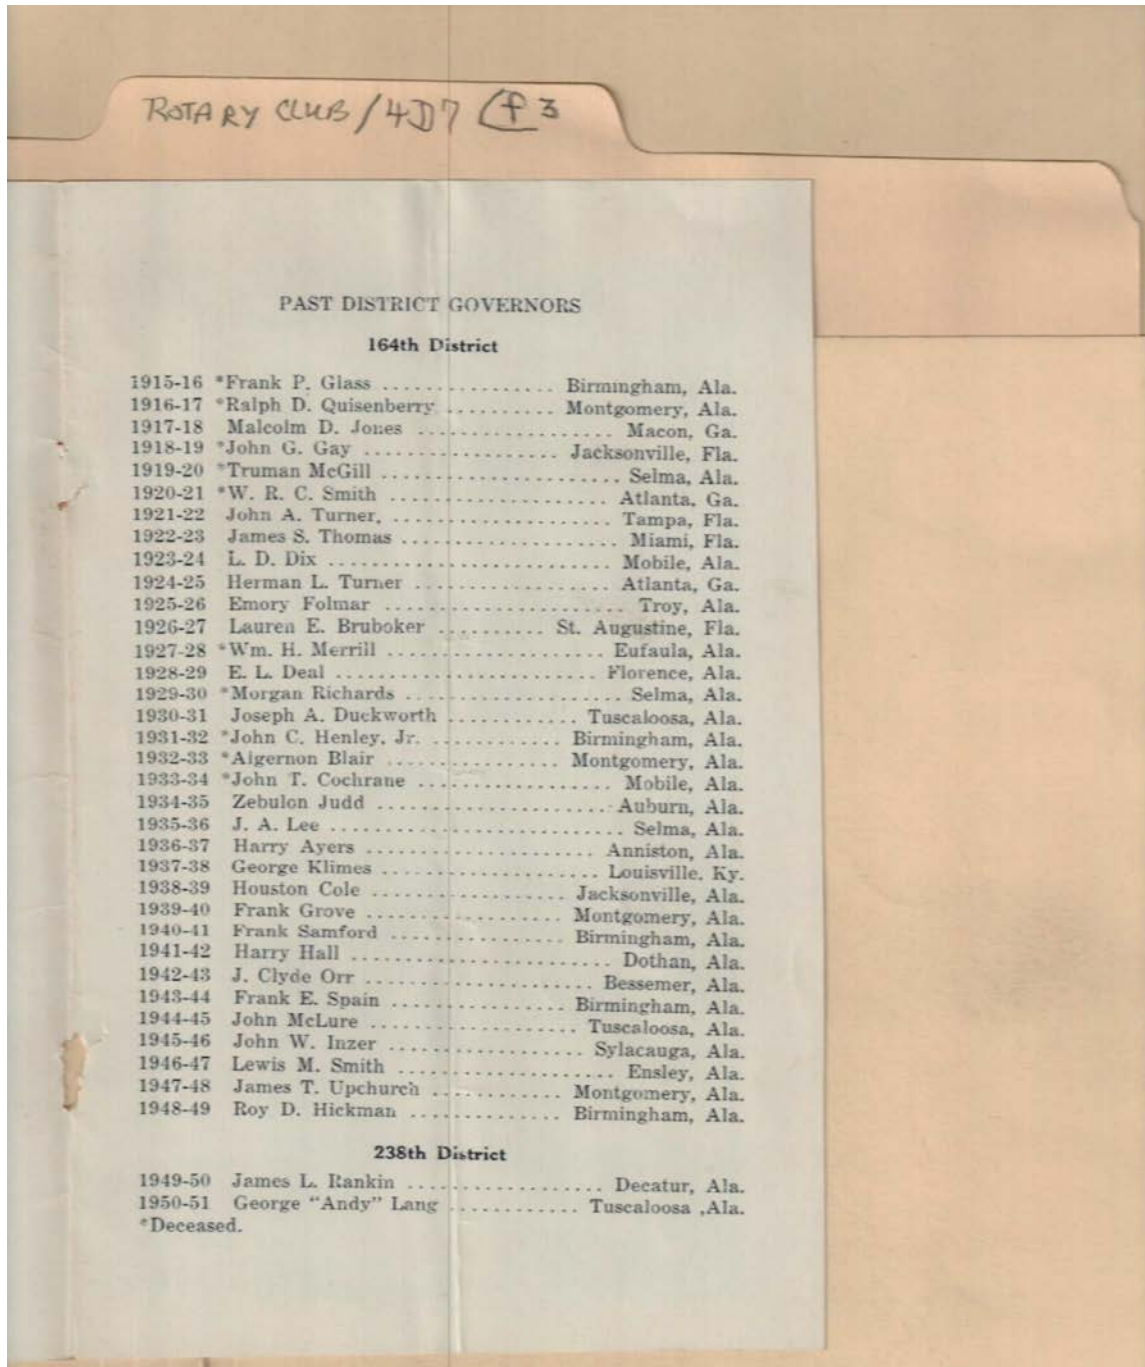 ROTARY CLUB / 4D7 f3
PAST DISTRICT GOVERNORS
164th District
1915-16 *Frank P. Glass ................ Birmingham, Ala.
1916-17 *Ralph D. Quisenberry .......... Montgomery, Ala.
1917-18 Malcolm D. Jones .................. Macon, Ga.
1918-19 *John G. Gay .................. Jacksonville, Fla.
1919-20 *Truman McGill ...................... Selma, Ala.
1920-21 *W. R. C. Smith .................... Atlanta, Ga.
1921-22 John A. Turner, .................... Tampa, Fla.
1922-23 James S. Thomas .................... Miami, Fla.
1923-24 L. D. Dix .......................... Mobile, Ala.
1924-25 Herman L. Turner .................. Atlanta, Ga.
1925-26 Emory Folmar ...................... Troy, Ala.
1926-27 Lauren E. Bruboker .......... St. Augustine, Fla.
1927-28 *Wm. H. Merrill .................... Eufaula, Ala.
1928-29 E. L. Deal ........................ Florence, Ala.
1929-30 *Morgan Richards .................... Selma, Ala.
1930-31 Joseph A. Duckworth ............ Tuscaloosa, Ala.
1931-32 *John C. Henley, Jr. ............ Birmingham, Ala.
1932-33 *Algernon Blair ................ Montgomery, Ala.
1933-34 *John T. Cochrane .................. Mobile, Ala.
1934-35 Zebulon Judd ...................... Auburn, Ala.
1935-36 J. A. Lee ........................... Selma, Ala.
1936-37 Harry Ayers ..................... Anniston, Ala.
1937-38 George Klimes .................... Louisville, Ky.
1938-39 Houston Cole .................. Jacksonville, Ala.
1939-40 Frank Grove .................. Montgomery, Ala.
1940-41 Frank Samford ................ Birmingham, Ala.
1941-42 Harry Hall ........................ Dothan, Ala.
1942-43 J. Clyde Orr ..................... Bessemer, Ala.
1943-44 Frank E. Spain ................ Birmingham, Ala.
1944-45 John McLure ................... Tuscaloosa, Ala.
1945-46 John W. Inzer .................. Sylacauga, Ala.
1946-47 Lewis M. Smith .................... Ensley, Ala.
1947-48 James T. Upchurch .............. Montgomery, Ala.
1948-49 Roy D. Hickman .............. Birmingham, Ala.
238th District
1949-50 James L. Rankin .................. Decatur, Ala.
1950-51 George "Andy" Lang ............ Tuscaloosa ,Ala.
*Deceased.